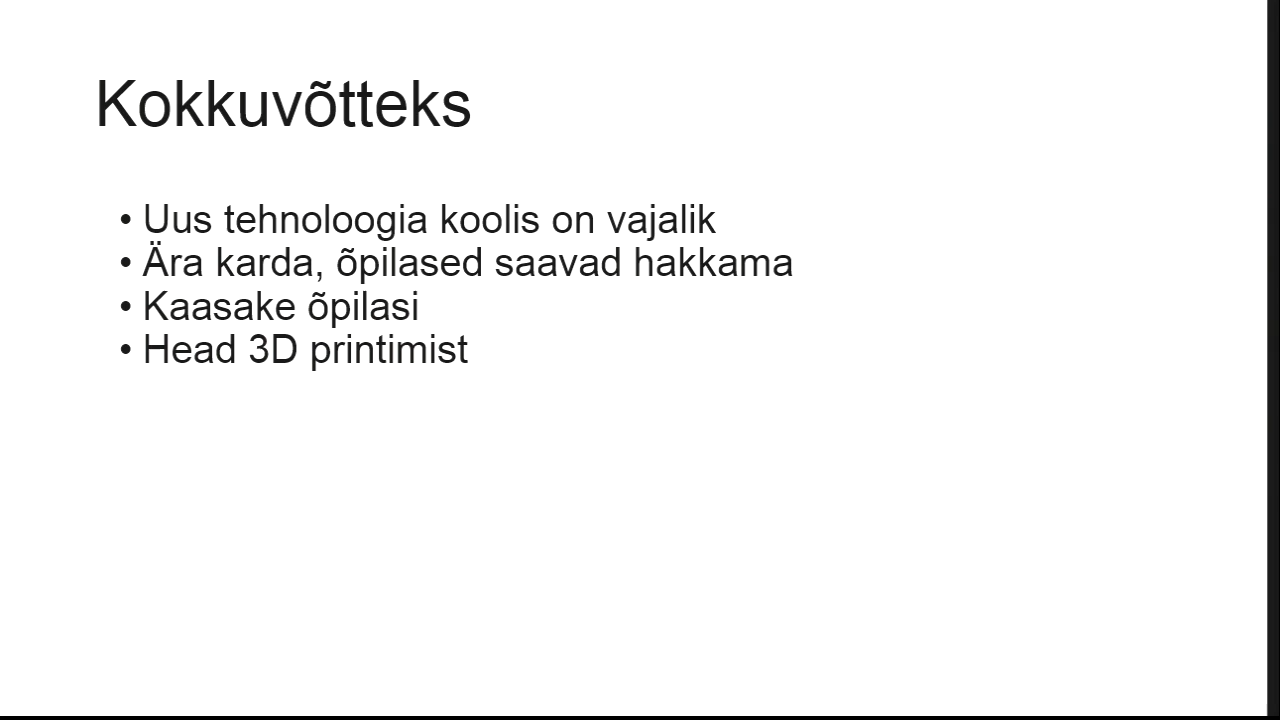 Kokkuvõtteks
• Uus tehnoloogia koolis on vajalik
• Ära karda, õpilased saavad hakkama
• Kaasake õpilasi
• Head 3D printimist